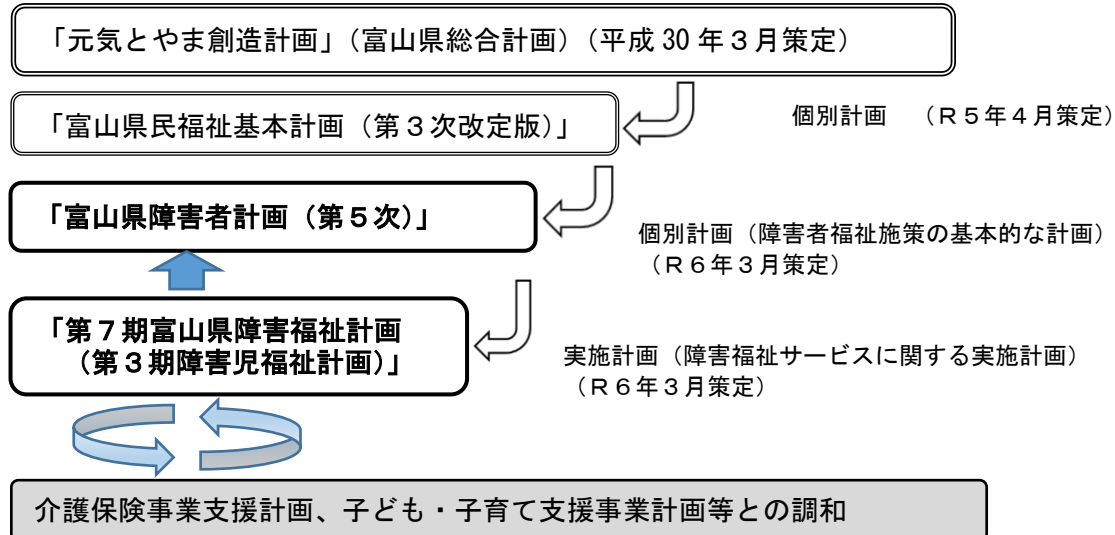 「元気とやま創造計画」（富山県総合計画）（平成 30 年３月策定）
「富山県民福祉基本計画（第３次改定版）」
個別計画　（Ｒ５年４月策定）
「富山県障害者計画（第５次）」
個別計画（障害者福祉施策の基本的な計画）
（Ｒ６年３月策定）
「第７期富山県障害福祉計画
（第３期障害児福祉計画）」
実施計画（障害福祉サービスに関する実施計画）
（Ｒ６年３月策定）
介護保険事業支援計画、子ども・子育て支援事業計画等との調和